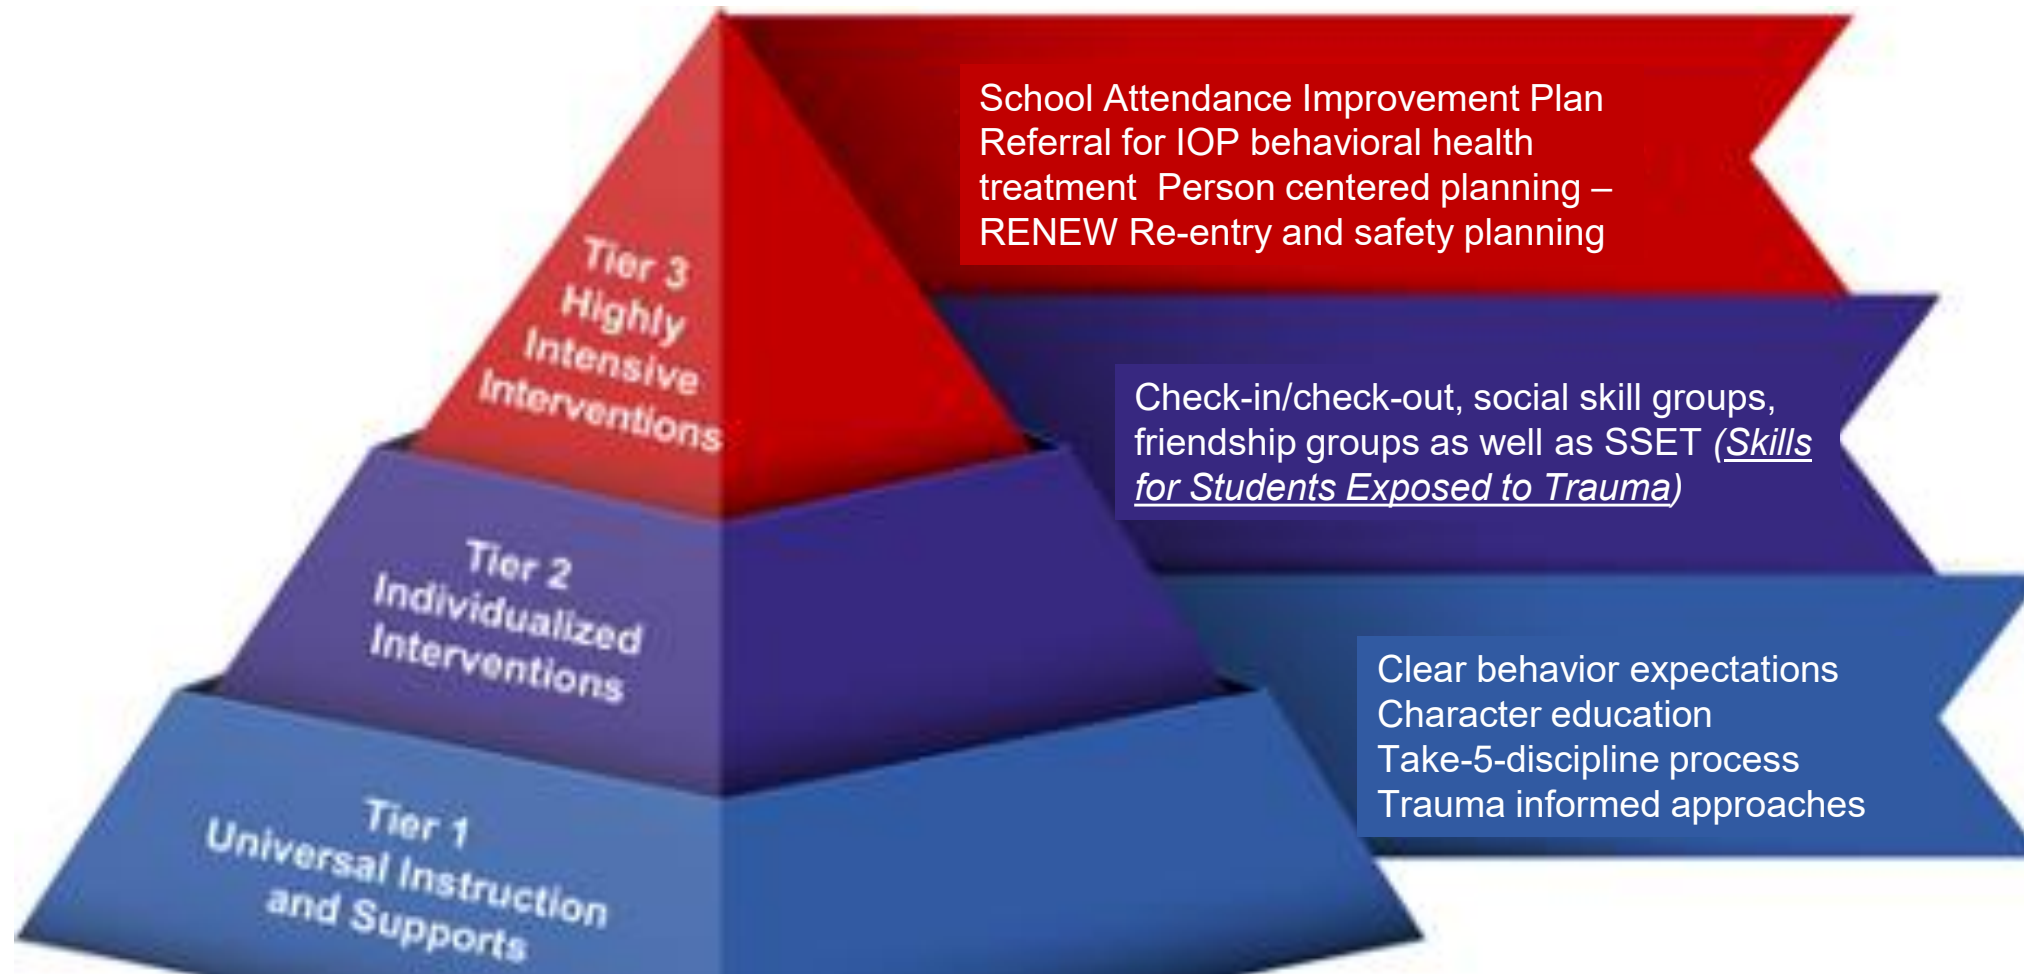 Tier 3
Highly
Intensive
Interventions
School Attendance Improvement Plan
Referral for IOP behavioral health
treatment  Person centered planning –
RENEW Re-entry and safety planning
Tier 2
Individualized
Interventions
Check-in/check-out, social skill groups,
friendship groups as well as SSET (Skills
for Students Exposed to Trauma)
Tier 1
Universal Instruction
and Supports
Clear behavior expectations
Character education
Take-5-discipline process
Trauma informed approaches